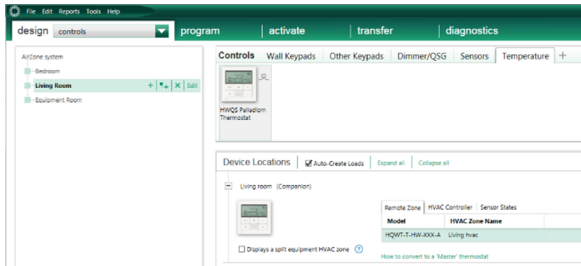 File Edit Reports Tools Help
design controls program activate transfer diagnostics
AirZone system
Bedroom
Living Room + × Edit
Equipment Room
Controls Wall Keypads Other Keypads Dimmer/QSG Sensors Temperature +
HWQS Palladiom
Thermostat
Device Locations Auto-Create Loads Expand all Collapse all
Living room (Companion)
Remote Zone HVAC Controller Sensor States
Model HVAC Zone Name
HQWT-T-HW-XXX-A Living hvac
Displays a split equipment HVAC zone ?
How to convert to a 'Master' thermostat